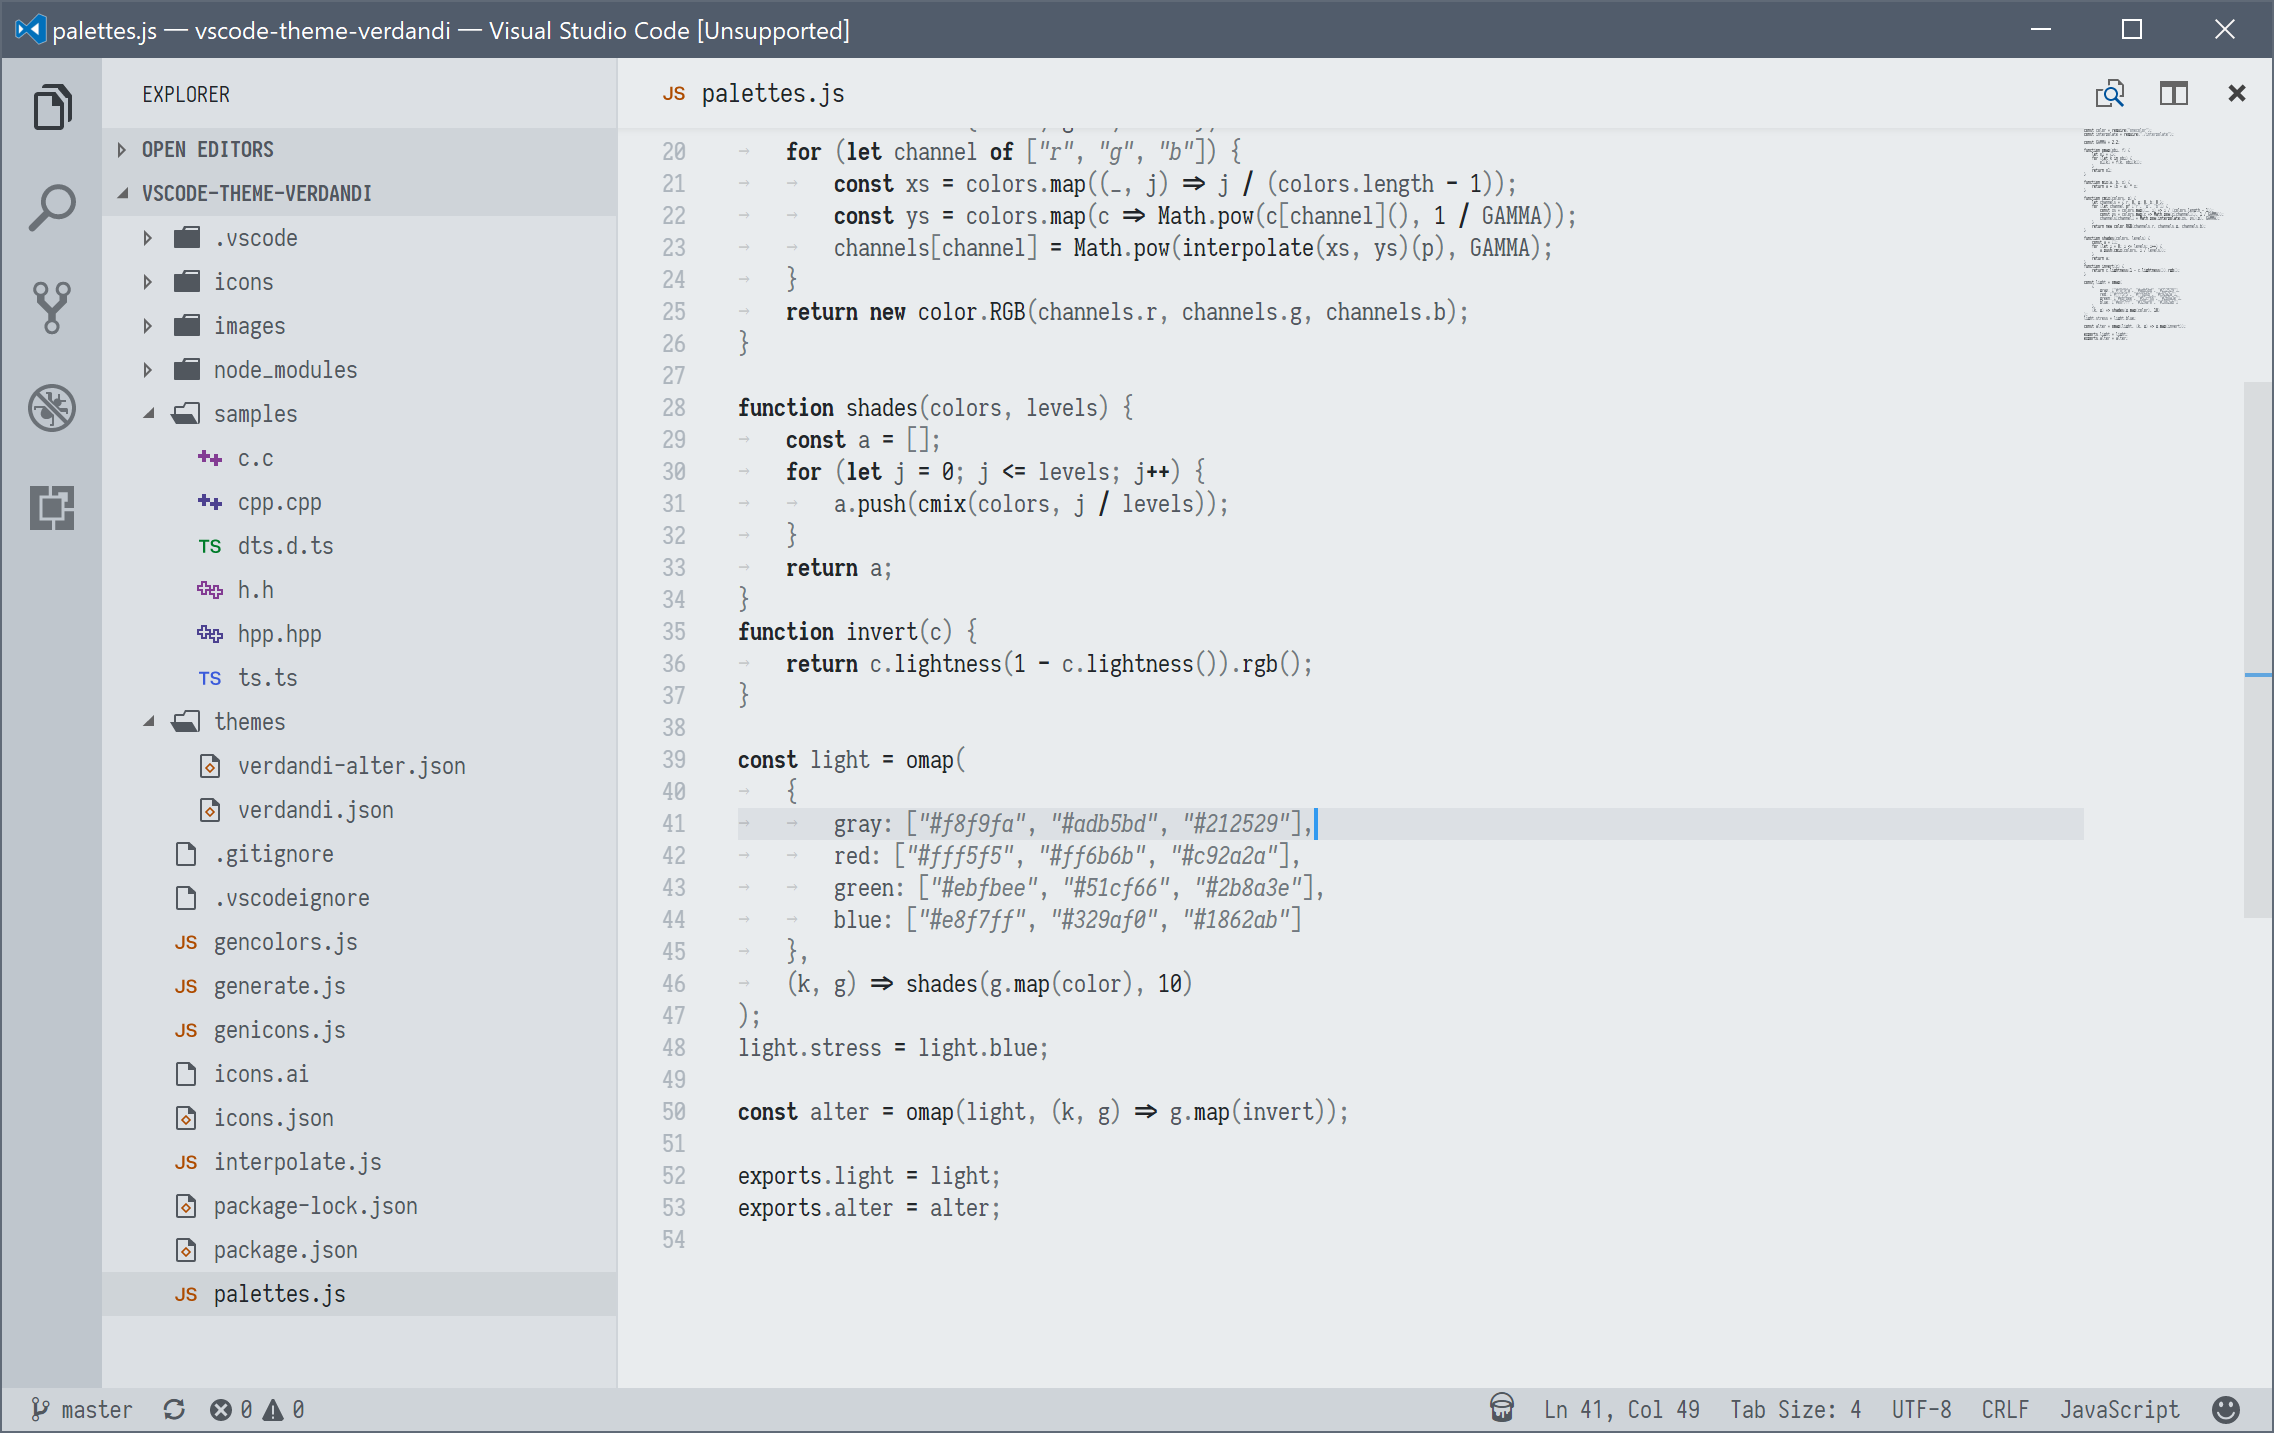 palettes.js — vscode-theme-verdandi — Visual Studio Code [Unsupported]
EXPLORER
OPEN EDITORS
VSCODE-THEME-VERDANDI
.vscode
icons
images
node_modules
samples
c.c
cpp.cpp
TS dts.d.ts
h.h
hpp.hpp
TS ts.ts
themes
verdandi-alter.json
verdandi.json
.gitignore
.vscodeignore
JS gencolors.js
JS generate.js
JS genicons.js
icons.ai
icons.json
JS interpolate.js
package-lock.json
package.json
JS palettes.js
JS palettes.js
20 → for (let channel of ["r", "g", "b"]) {
21 → → const xs = colors.map((_, j) => j / (colors.length - 1));
22 → → const ys = colors.map(c => Math.pow(c[channel](), 1 / GAMMA));
23 → → channels[channel] = Math.pow(interpolate(xs, ys)(p), GAMMA);
24 → }
25 → return new color.RGB(channels.r, channels.g, channels.b);
26 }
27
28 function shades(colors, levels) {
29 → const a = [];
30 → for (let j = 0; j <= levels; j++) {
31 → → a.push(cmix(colors, j / levels));
32 → }
33 → return a;
34 }
35 function invert(c) {
36 → return c.lightness(1 - c.lightness()).rgb();
37 }
38
39 const light = omap(
40 → {
41 → → gray: ["#f8f9fa", "#adb5bd", "#212529"],
42 → → red: ["#fff5f5", "#ff6b6b", "#c92a2a"],
43 → → green: ["#ebfbee", "#51cf66", "#2b8a3e"],
44 → → blue: ["#e8f7ff", "#329af0", "#1862ab"]
45 → },
46 → (k, g) => shades(g.map(color), 10)
47 );
48 light.stress = light.blue;
49
50 const alter = omap(light, (k, g) => g.map(invert));
51
52 exports.light = light;
53 exports.alter = alter;
54
master 0 0 Ln 41, Col 49 Tab Size: 4 UTF-8 CRLF JavaScript